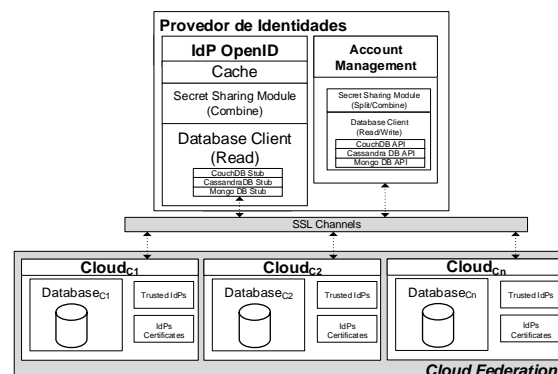 Provedor de Identidades
IdP OpenID
Cache
Secret Sharing Module
(Combine)
Database Client
(Read)
CouchDB Stub
CassandraDB Stub
Mongo DB Stub
Account
Management
Secret Sharing Module
(Split/Combine)
Database Client
(Read/Write)
CouchDB API
Cassandra DB API
Mongo DB API
SSL Channels
CloudC1
DatabaseC1
Trusted IdPs
IdPs
Certificates
CloudC2
DatabaseC2
Trusted IdPs
IdPs
Certificates
CloudCn
DatabaseCn
Trusted IdPs
IdPs
Certificates
Cloud Federation